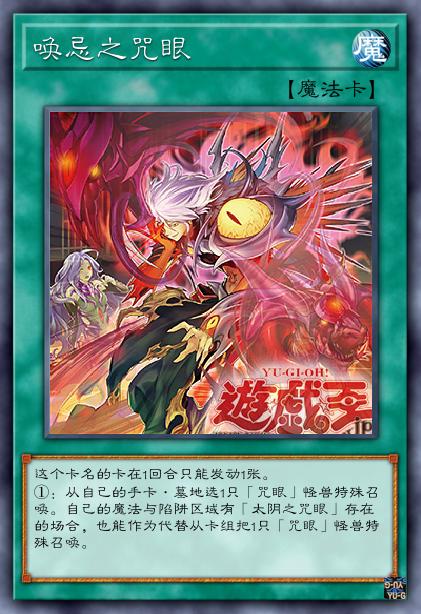 唤忌之咒眼
魔
【魔法卡】
YU-GI-OH!
遊戯王
.jp
这个卡名的卡在1回合只能发动1张。
①：从自己的手卡·墓地选1只「咒眼」怪兽特殊召
唤。自己的魔法与陷阱区域有「太阴之咒眼」存在
的场合，也能作为代替从卡组把1只「咒眼」怪兽特
殊召唤。